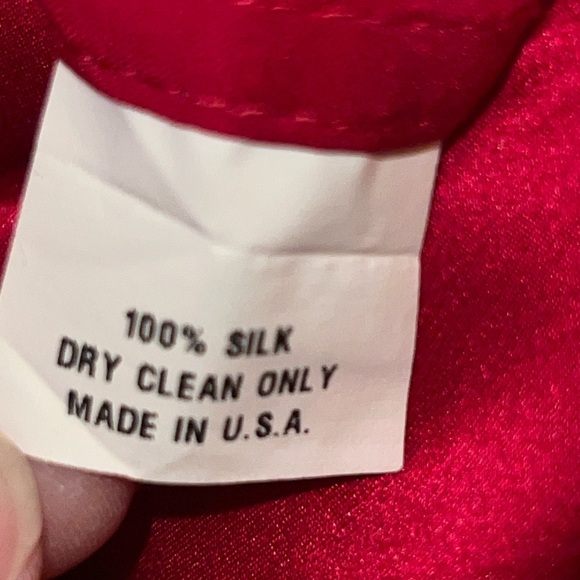 100% SILK
DRY CLEAN ONLY
MADE IN U.S.A.